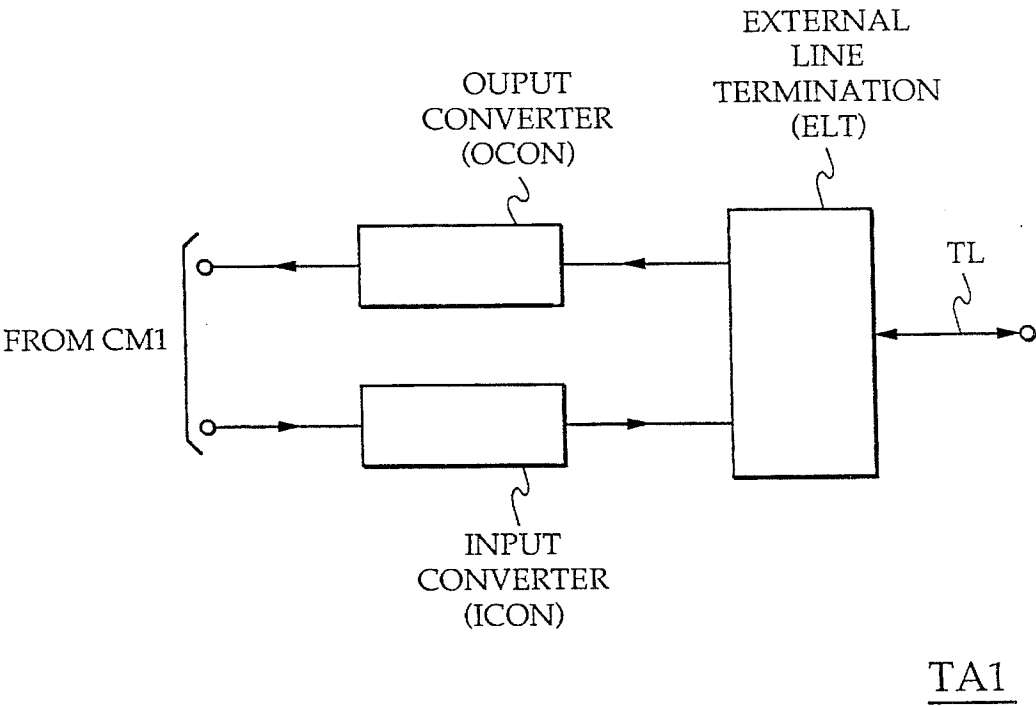 EXTERNAL
LINE
TERMINATION
(ELT)
OUPUT
CONVERTER
(OCON)
TL
FROM CM1
INPUT
CONVERTER
(ICON)
TA1